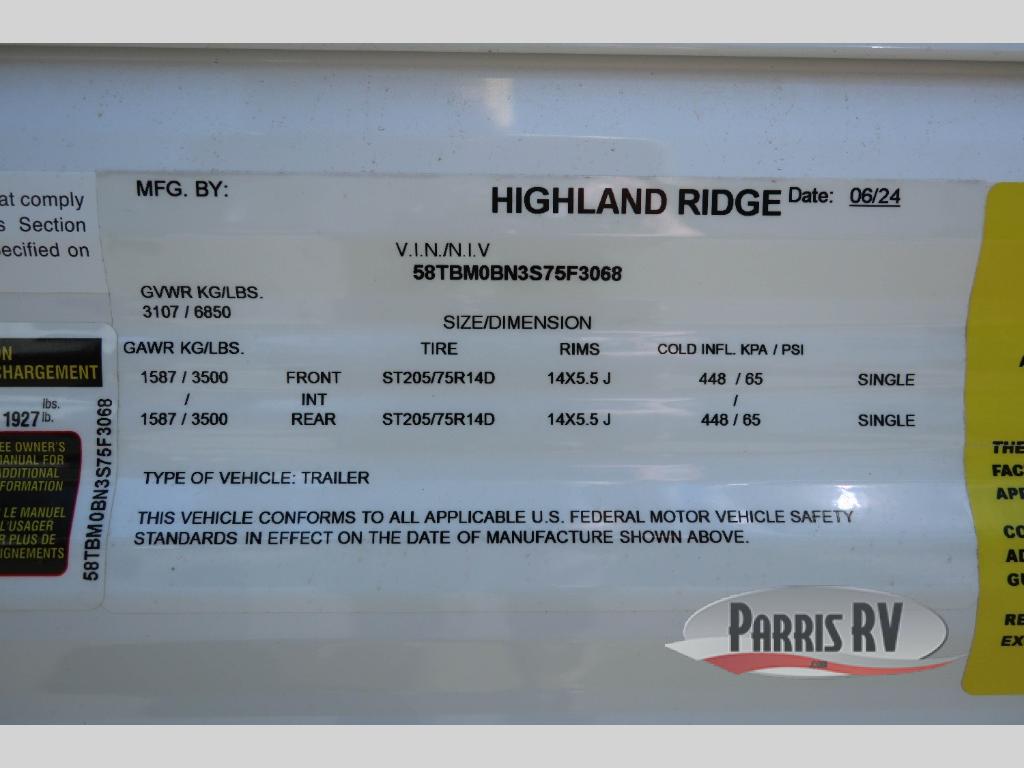 at comply
s Section
ecified on
MFG. BY:
HIGHLAND RIDGE Date: 06/24
V.I.N./N.I.V
58TBM0BN3S75F3068
GVWR KG/LBS.
3107 / 6850
SIZE/DIMENSION
GAWR KG/LBS. TIRE RIMS COLD INFL. KPA / PSI
1587 / 3500 FRONT ST205/75R14D 14X5.5 J 448 / 65 SINGLE
/ INT /
1587 / 3500 REAR ST205/75R14D 14X5.5 J 448 / 65 SINGLE
TYPE OF VEHICLE: TRAILER
THIS VEHICLE CONFORMS TO ALL APPLICABLE U.S. FEDERAL MOTOR VEHICLE SAFETY
STANDARDS IN EFFECT ON THE DATE OF MANUFACTURE SHOWN ABOVE.
ON
CHARGEMENT
1927 lbs.
lb.
EE OWNER'S
MANUAL FOR
ADDITIONAL
FORMATION
LE MANUEL
L'USAGER
R PLUS DE
IGNEMENTS
58TBM0BN3S75F3068
THE
FAC
APP
CO
AD
GU
RE
EX
PARRIS RV
.com